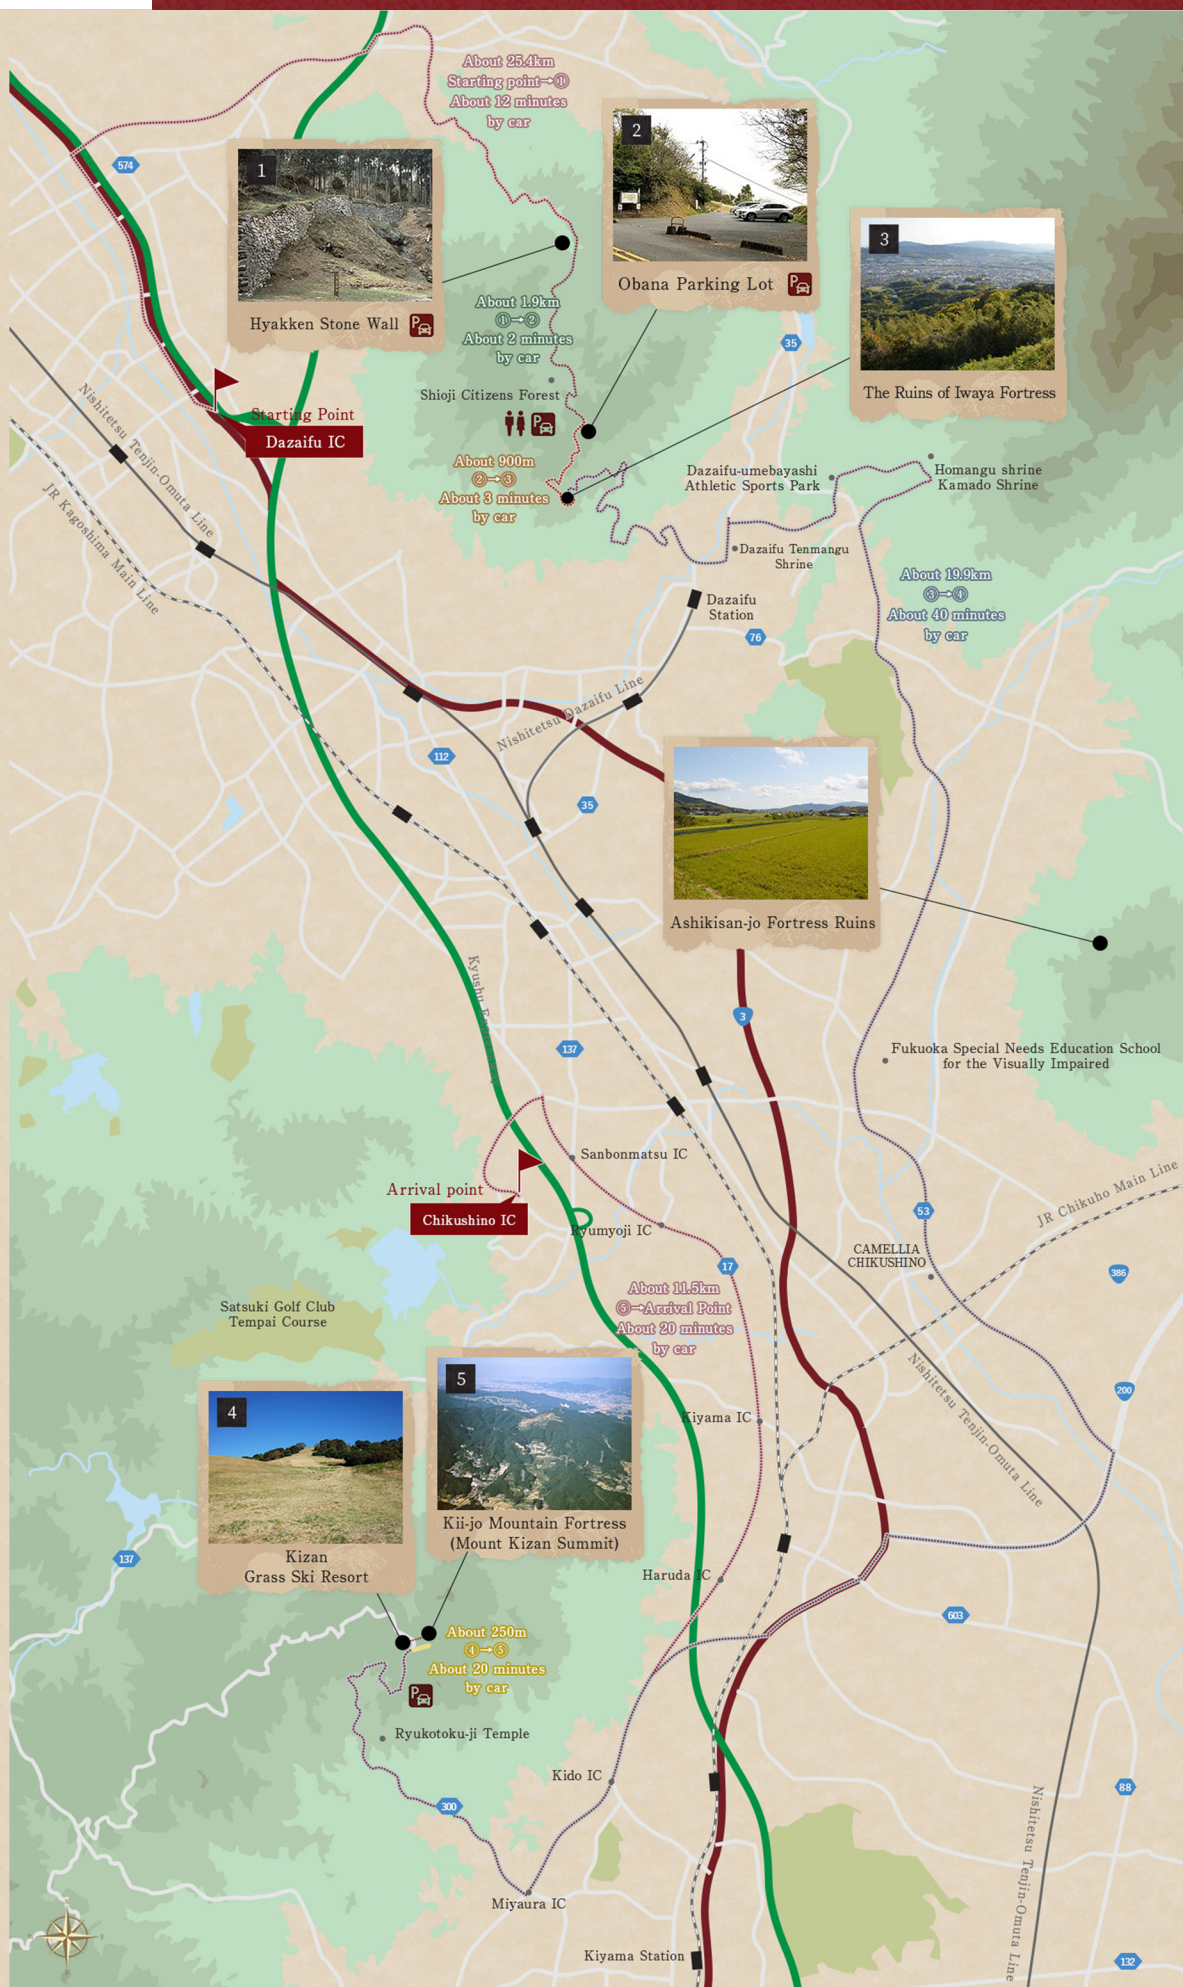 About 25.4km
Starting point→①
About 12 minutes
by car
574
1
Hyakken Stone Wall
P
2
Obana Parking Lot
P
3
The Ruins of Iwaya Fortress
About 1.9km
①→②
About 2 minutes
by car
35
Shioji Citizens Forest
P
Starting Point
Dazaifu IC
Nishitetsu Tenjin-Omuta Line
JR Kagoshima Main Line
About 900m
②→③
About 3 minutes
by car
Dazaifu-umebayashi
Athletic Sports Park
Homangu shrine
Kamado Shrine
Dazaifu Tenmangu
Shrine
About 19.9km
③→④
About 40 minutes
by car
Dazaifu
Station
76
Nishitetsu Dazaifu Line
112
35
Ashikisan-jo Fortress Ruins
Kyushu Expressway
3
137
Fukuoka Special Needs Education School
for the Visually Impaired
Sanbonmatsu IC
Arrival point
Chikushino IC
Ryumyoji IC
53
JR Chikuho Main Line
CAMELLIA
CHIKUSHINO
17
386
About 11.5km
⑤→Arrival Point
About 20 minutes
by car
Satsuki Golf Club
Tempai Course
Nishitetsu Tenjin-Omuta Line
200
4
Kizan
Grass Ski Resort
5
Kii-jo Mountain Fortress
(Mount Kizan Summit)
Kiyama IC
137
Haruda IC
603
About 250m
④→⑤
About 20 minutes
by car
P
Ryukotoku-ji Temple
Kido IC
300
88
Nishitetsu Tenjin-Omuta Line
Miyaura IC
Kiyama Station
132